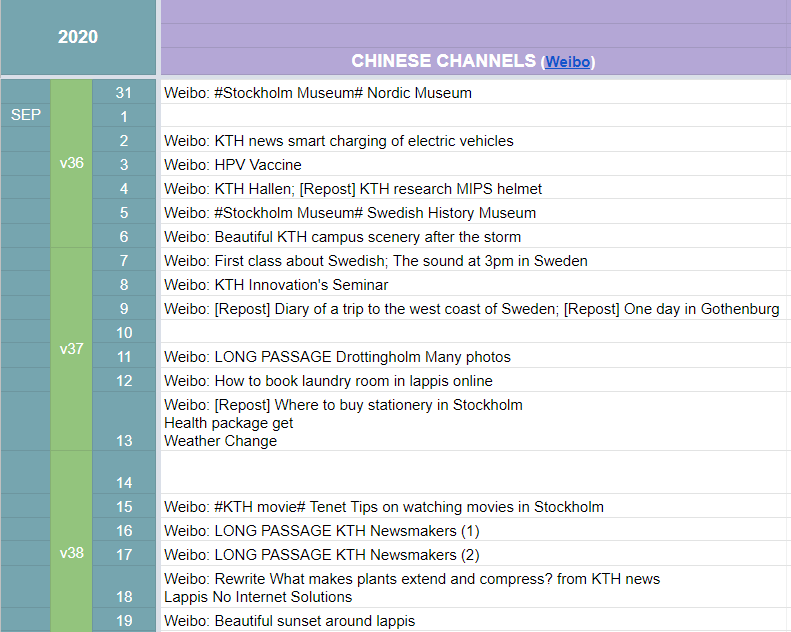 2020
CHINESE CHANNELS (Weibo)
31 Weibo: #Stockholm Museum# Nordic Museum
SEP 1
2 Weibo: KTH news smart charging of electric vehicles
v36 3 Weibo: HPV Vaccine
4 Weibo: KTH Hallen; [Repost] KTH research MIPS helmet
5 Weibo: #Stockholm Museum# Swedish History Museum
6 Weibo: Beautiful KTH campus scenery after the storm
7 Weibo: First class about Swedish; The sound at 3pm in Sweden
8 Weibo: KTH Innovation's Seminar
9 Weibo: [Repost] Diary of a trip to the west coast of Sweden; [Repost] One day in Gothenburg
10
v37
11 Weibo: LONG PASSAGE Drottingholm Many photos
12 Weibo: How to book laundry room in lappis online
Weibo: [Repost] Where to buy stationery in Stockholm
Health package get
13 Weather Change
14
15 Weibo: #KTH movie# Tenet Tips on watching movies in Stockholm
16 Weibo: LONG PASSAGE KTH Newsmakers (1)
v38 17 Weibo: LONG PASSAGE KTH Newsmakers (2)
Weibo: Rewrite What makes plants extend and compress? from KTH news
18 Lappis No Internet Solutions
19 Weibo: Beautiful sunset around lappis